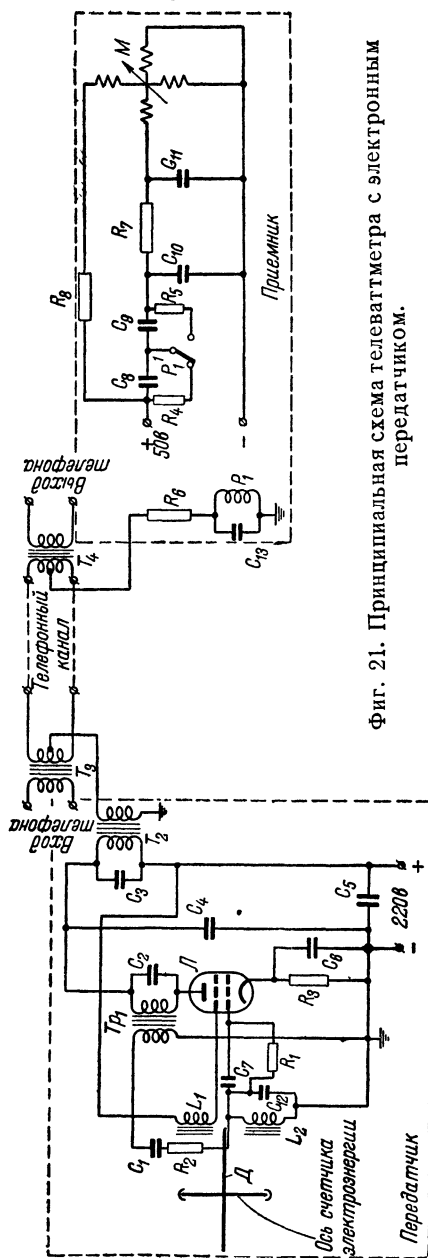 Вход
телефона
T₃
Телефонный
канал
T₄
Выход
телефона
T₂
C₃
C₄
C₂
Тр₁
Л
C₁
R₂
L₁
C₇
Д
C₁₂
R₁
L₂
C₆
R₃
C₅
220в
+
-
Ось счетчика
электроэнергии
Передатчик
R₆
C₁₃
P₁
R₈
M
C₈
C₉
R₇
+
50в
R₄
P₁¹
R₅
C₁₀
G₁₁
-
Приемник
Фиг. 21. Принципиальная схема телеваттметра с электронным
передатчиком.